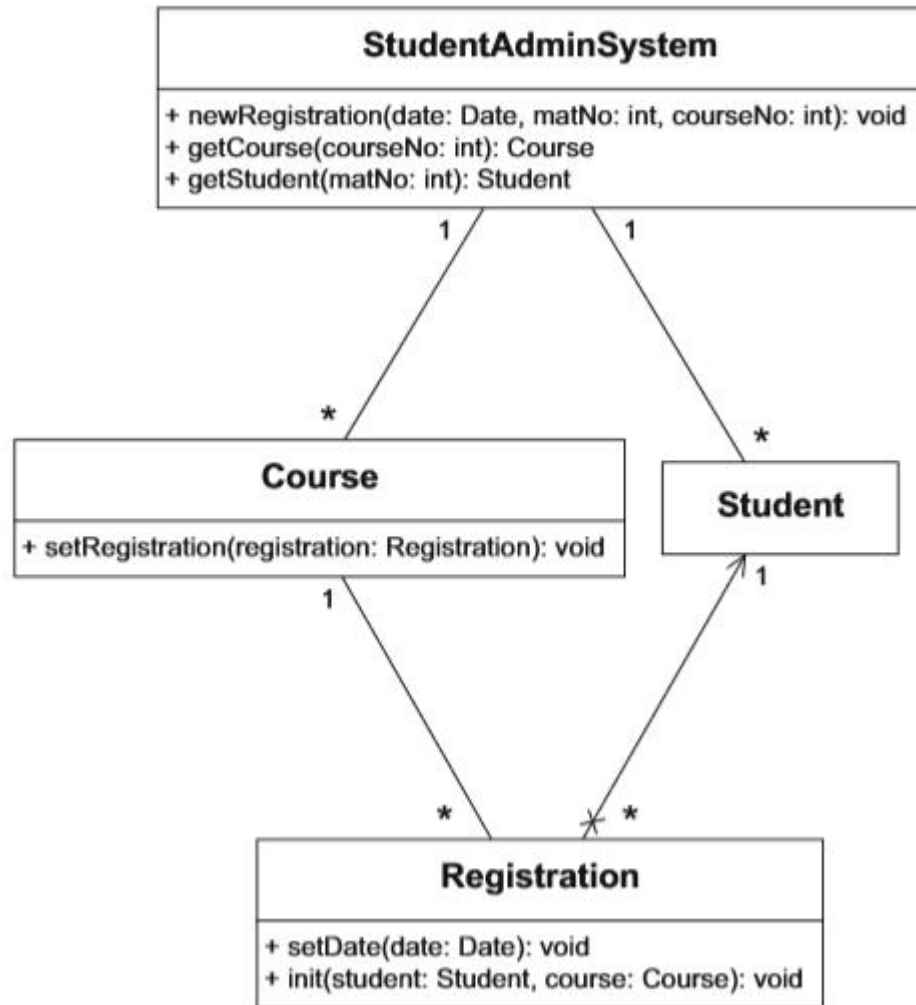 StudentAdminSystem
+ newRegistration(date: Date, matNo: int, courseNo: int): void
+ getCourse(courseNo: int): Course
+ getStudent(matNo: int): Student
1
1
*
*
Course
+ setRegistration(registration: Registration): void
Student
1
1
*
*
Registration
+ setDate(date: Date): void
+ init(student: Student, course: Course): void